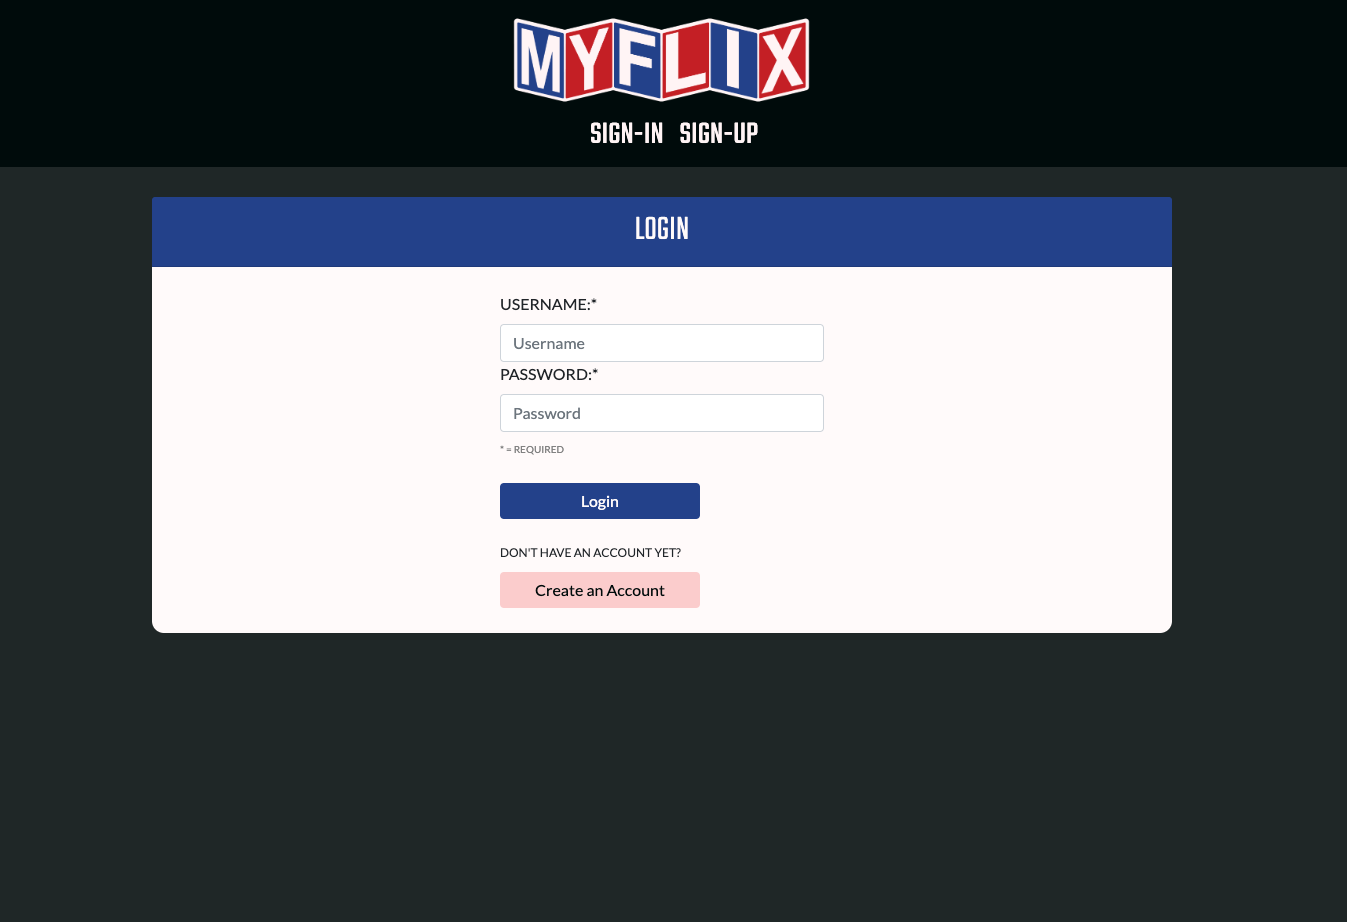 MYFLIX
SIGN-IN SIGN-UP
LOGIN
USERNAME:*
Username
PASSWORD:*
Password
* = REQUIRED
Login
DON'T HAVE AN ACCOUNT YET?
Create an Account